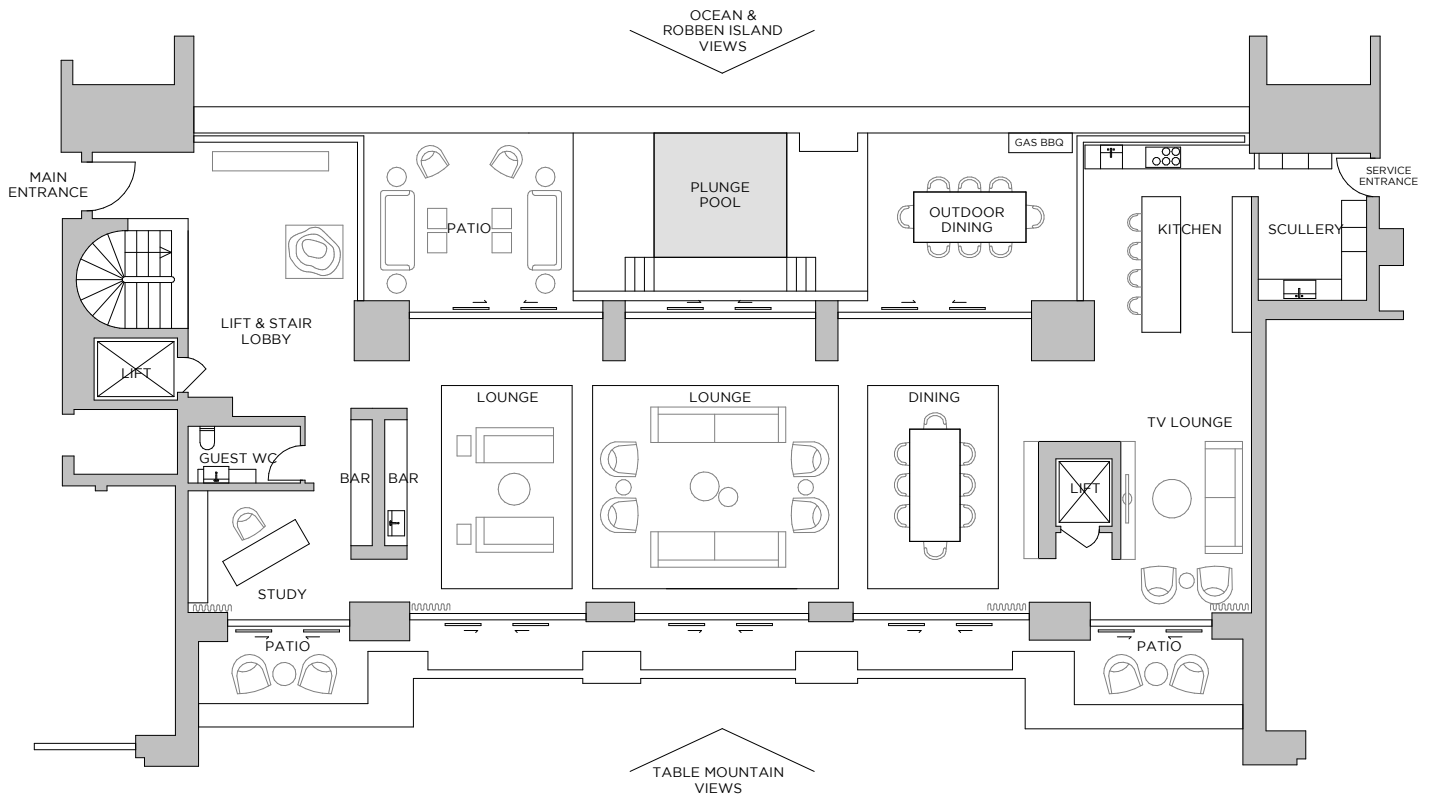 OCEAN &
ROBBEN ISLAND
VIEWS
GAS BBQ
MAIN
ENTRANCE
SERVICE
ENTRANCE
PLUNGE
POOL
PATIO
OUTDOOR
DINING
KITCHEN
SCULLERY
LIFT & STAIR
LOBBY
LIFT
LOUNGE
LOUNGE
DINING
TV LOUNGE
GUEST WC
BAR
BAR
LIFT
STUDY
PATIO
PATIO
TABLE MOUNTAIN
VIEWS